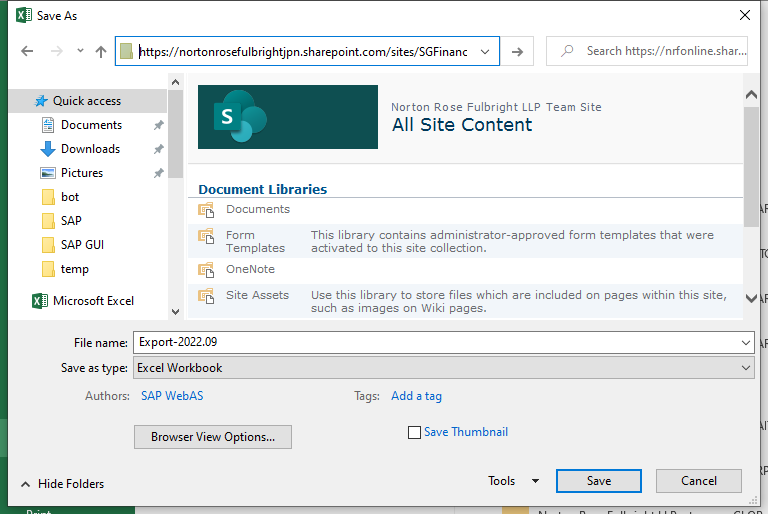 Save As
https://nortonrosefulbrightjpn.sharepoint.com/sites/SGFinanc
Search https://nrfonline.shar...
Quick access
Documents
Downloads
Pictures
bot
SAP
SAP GUI
temp
Microsoft Excel
S
Norton Rose Fulbright LLP Team Site
All Site Content
Document Libraries
Documents
Form Templates
This library contains administrator-approved form templates that were
activated to this site collection.
OneNote
Site Assets
Use this library to store files which are included on pages within this site,
such as images on Wiki pages.
File name:
Export-2022.09
Save as type:
Excel Workbook
Authors:
SAP WebAS
Tags:
Add a tag
Browser View Options...
Save Thumbnail
Hide Folders
Tools
Save
Cancel
Print